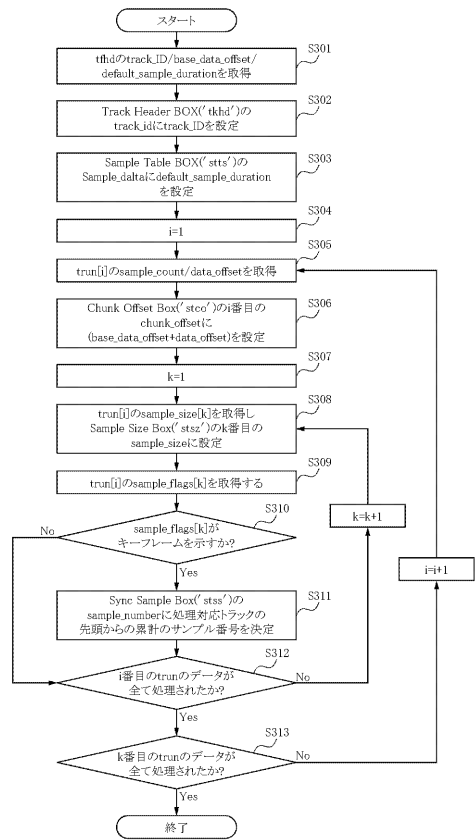 スタート
S301
tfhdのtrack_ID/base_data_offset/
default_sample_durationを取得
S302
Track Header BOX('tkhd')の
track_idにtrack_IDを設定
S303
Sample Table BOX('stts')の
Sample_daltaにdefault_sample_duration
を設定
S304
i=1
S305
trun[i]のsample_count/data_offsetを取得
S306
Chunk Offset Box('stco')のi番目の
chunk_offsetに
(base_data_offset+data_offset)を設定
S307
k=1
S308
trun[i]のsample_size[k]を取得し
Sample Size Box('stsz')のk番目の
sample_sizeに設定
S309
trun[i]のsample_flags[k]を取得する
S310
sample_flags[k]が
キーフレームを示すか?
No
Yes
k=k+1
i=i+1
S311
Sync Sample Box('stss')の
sample_numberに処理対応トラックの
先頭からの累計のサンプル番号を決定
S312
i番目のtrunのデータが
全て処理されたか?
No
Yes
S313
k番目のtrunのデータが
全て処理されたか?
No
Yes
終了